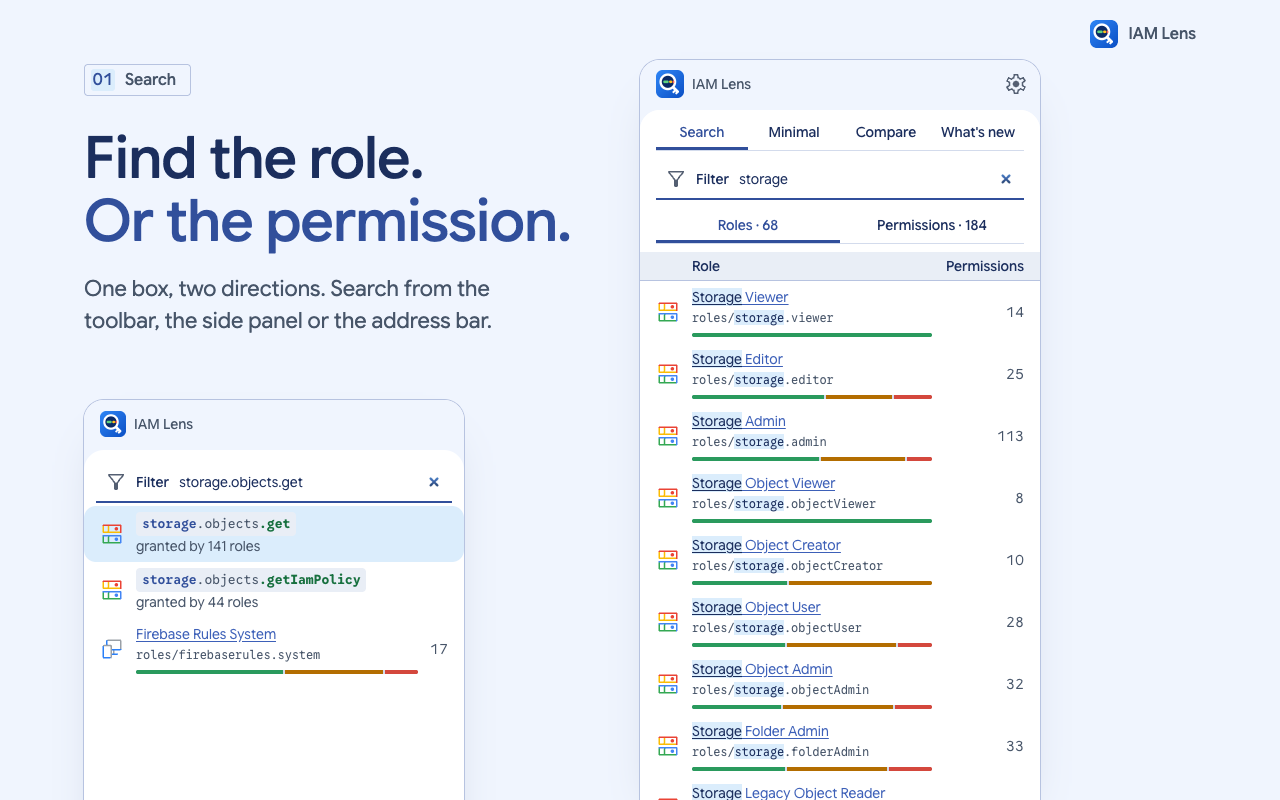 IAM Lens
01 Search
Find the role.
Or the permission.
One box, two directions. Search from the
toolbar, the side panel or the address bar.
IAM Lens
Filter storage.objects.get
storage.objects.get
granted by 141 roles
storage.objects.getIamPolicy
granted by 44 roles
Firebase Rules System
roles/firebaserules.system
17
IAM Lens
Search Minimal Compare What's new
Filter storage
Roles · 68 Permissions · 184
Role Permissions
Storage Viewer
roles/storage.viewer
14
Storage Editor
roles/storage.editor
25
Storage Admin
roles/storage.admin
113
Storage Object Viewer
roles/storage.objectViewer
8
Storage Object Creator
roles/storage.objectCreator
10
Storage Object User
roles/storage.objectUser
28
Storage Object Admin
roles/storage.objectAdmin
32
Storage Folder Admin
roles/storage.folderAdmin
33
Storage Legacy Object Reader